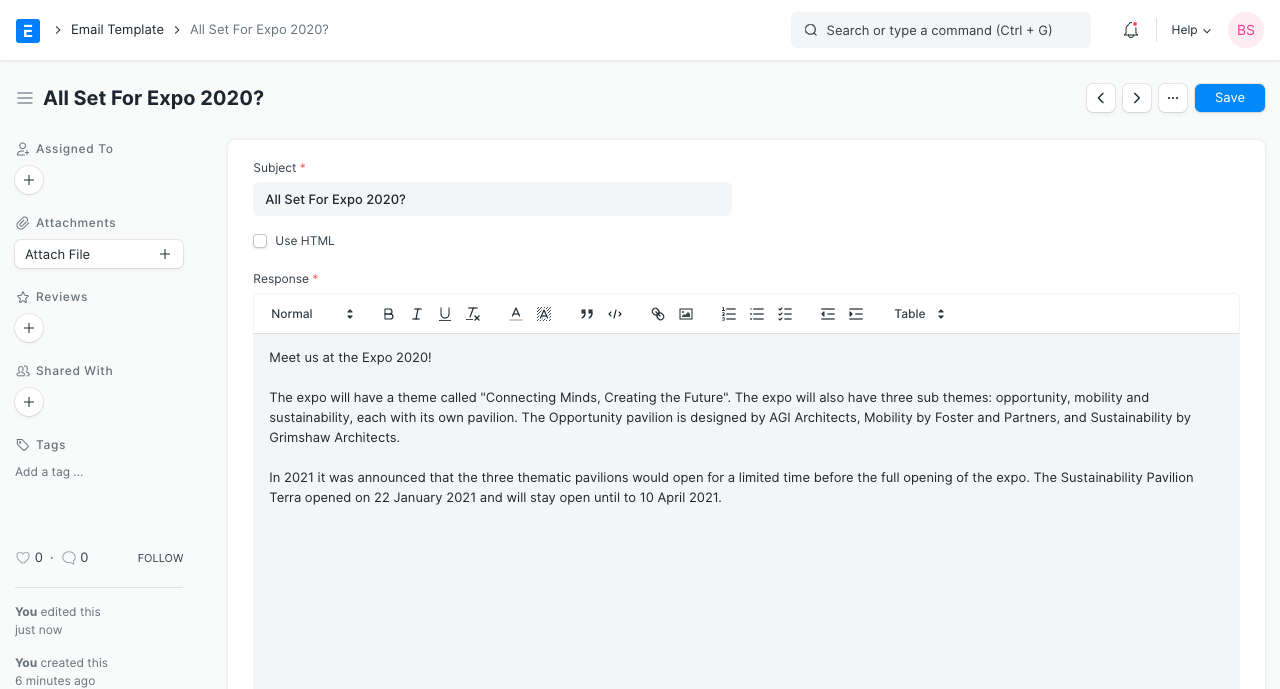 Email Template
All Set For Expo 2020?
Search or type a command (Ctrl + G)
Help
BS
All Set For Expo 2020?
...
Save
Assigned To
Attachments
Attach File
Reviews
Shared With
Tags
Add a tag ...
0 · 0
FOLLOW
You edited this
just now
You created this
6 minutes ago
Subject *
All Set For Expo 2020?
Use HTML
Response *
Normal
Table
Meet us at the Expo 2020!
The expo will have a theme called "Connecting Minds, Creating the Future". The expo will also have three sub themes: opportunity, mobility and
sustainability, each with its own pavilion. The Opportunity pavilion is designed by AGI Architects, Mobility by Foster and Partners, and Sustainability by
Grimshaw Architects.
In 2021 it was announced that the three thematic pavilions would open for a limited time before the full opening of the expo. The Sustainability Pavilion
Terra opened on 22 January 2021 and will stay open until to 10 April 2021.